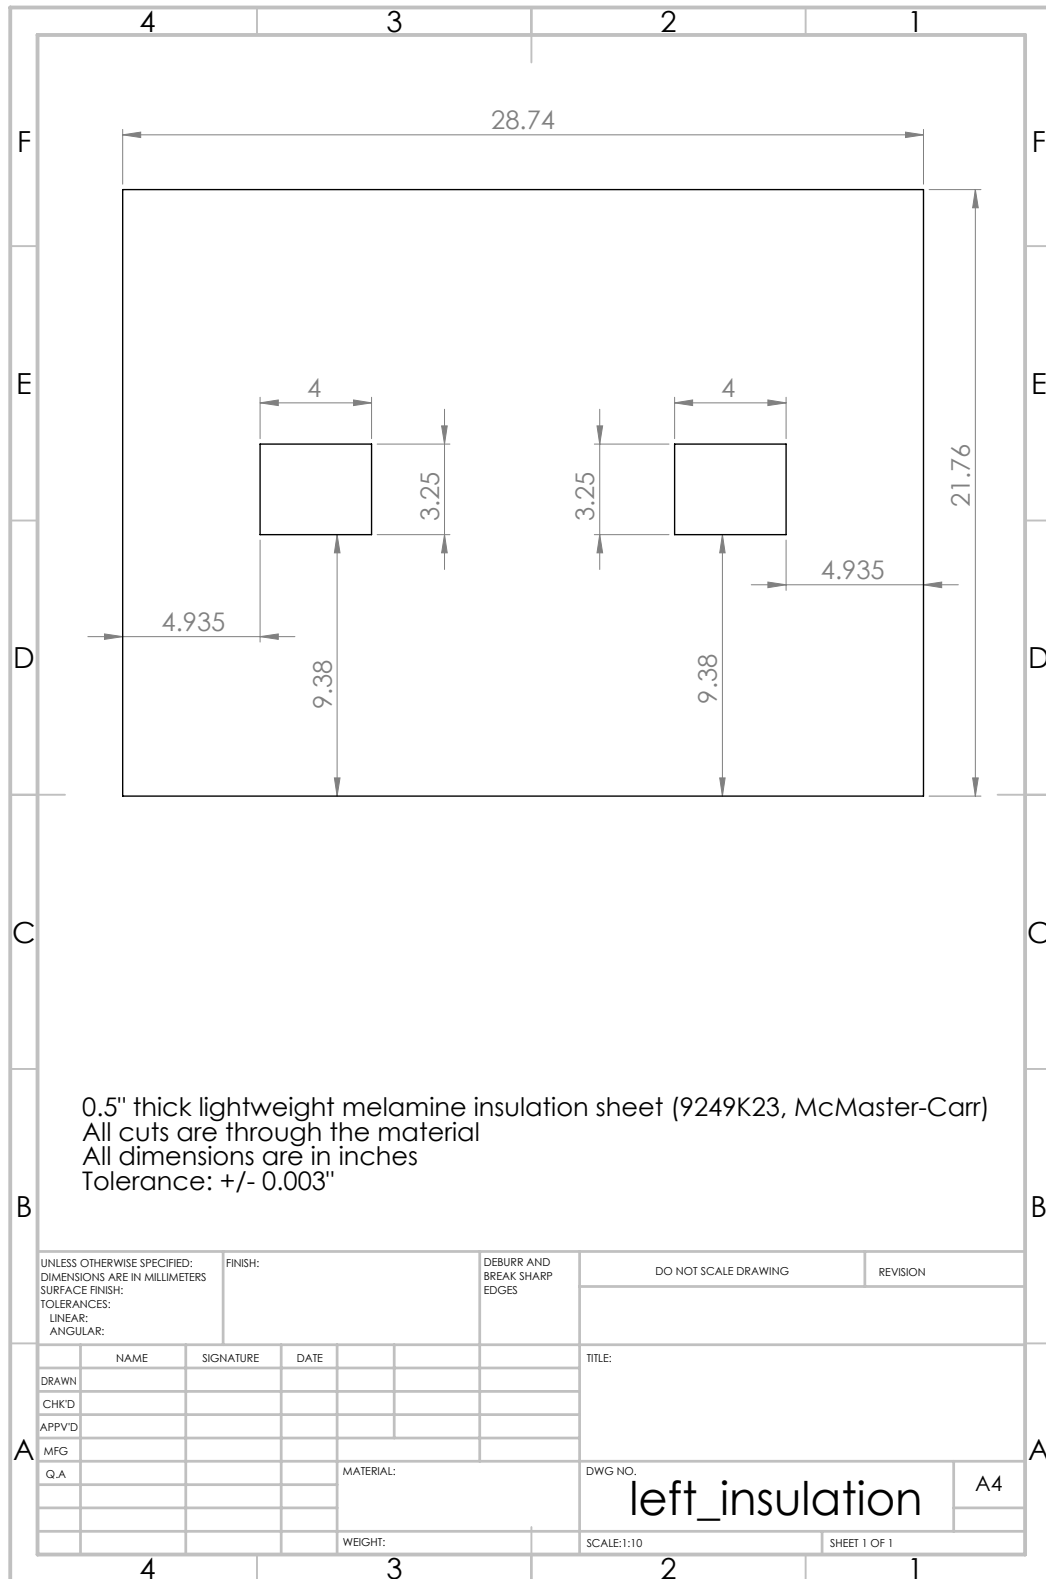 4 3 2 1
28.74
F F
E E
4 4
3.25 3.25
21.76
4.935
4.935
D D
9.38 9.38
C C
0.5" thick lightweight melamine insulation sheet (9249K23, McMaster-Carr)
All cuts are through the material
All dimensions are in inches
Tolerance: +/- 0.003"
B B
UNLESS OTHERWISE SPECIFIED:
DIMENSIONS ARE IN MILLIMETERS
SURFACE FINISH:
TOLERANCES:
LINEAR:
ANGULAR:
FINISH:
DEBURR AND
BREAK SHARP
EDGES
DO NOT SCALE DRAWING
REVISION
NAME SIGNATURE DATE
TITLE:
DRAWN
CHK'D
APPV'D
MFG
Q.A
A A
MATERIAL:
DWG NO.
left_insulation
A4
WEIGHT:
SCALE:1:10
SHEET 1 OF 1
4 3 2 1